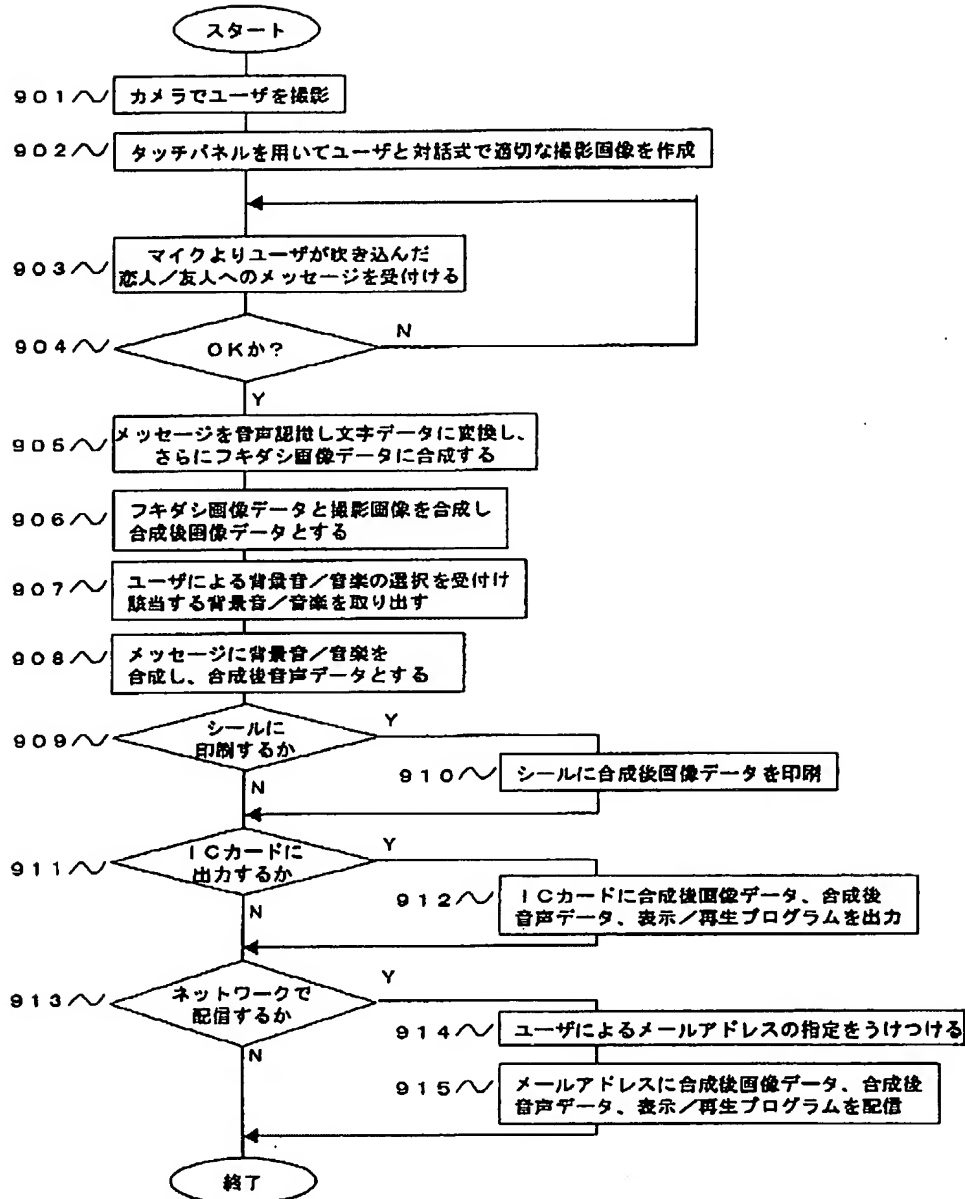 スタート
901 カメラでユーザを撮影
902 タッチパネルを用いてユーザと対話式で適切な撮影画像を作成
903 マイクよりユーザが吹き込んだ
恋人／友人へのメッセージを受付ける
904 OKか？
N
Y
905 メッセージを音声認識し文字データに変換し、
さらにフキダシ画像データに合成する
906 フキダシ画像データと撮影画像を合成し
合成後画像データとする
907 ユーザによる背景音／音楽の選択を受付け
該当する背景音／音楽を取り出す
908 メッセージに背景音／音楽を
合成し、合成後音声データとする
909 シールに
印刷するか
Y
N
910 シールに合成後画像データを印刷
911 ICカードに
出力するか
Y
N
912 ICカードに合成後画像データ、合成後
音声データ、表示／再生プログラムを出力
913 ネットワークで
配信するか
Y
N
914 ユーザによるメールアドレスの指定をうけつける
915 メールアドレスに合成後画像データ、合成後
音声データ、表示／再生プログラムを配信
終了